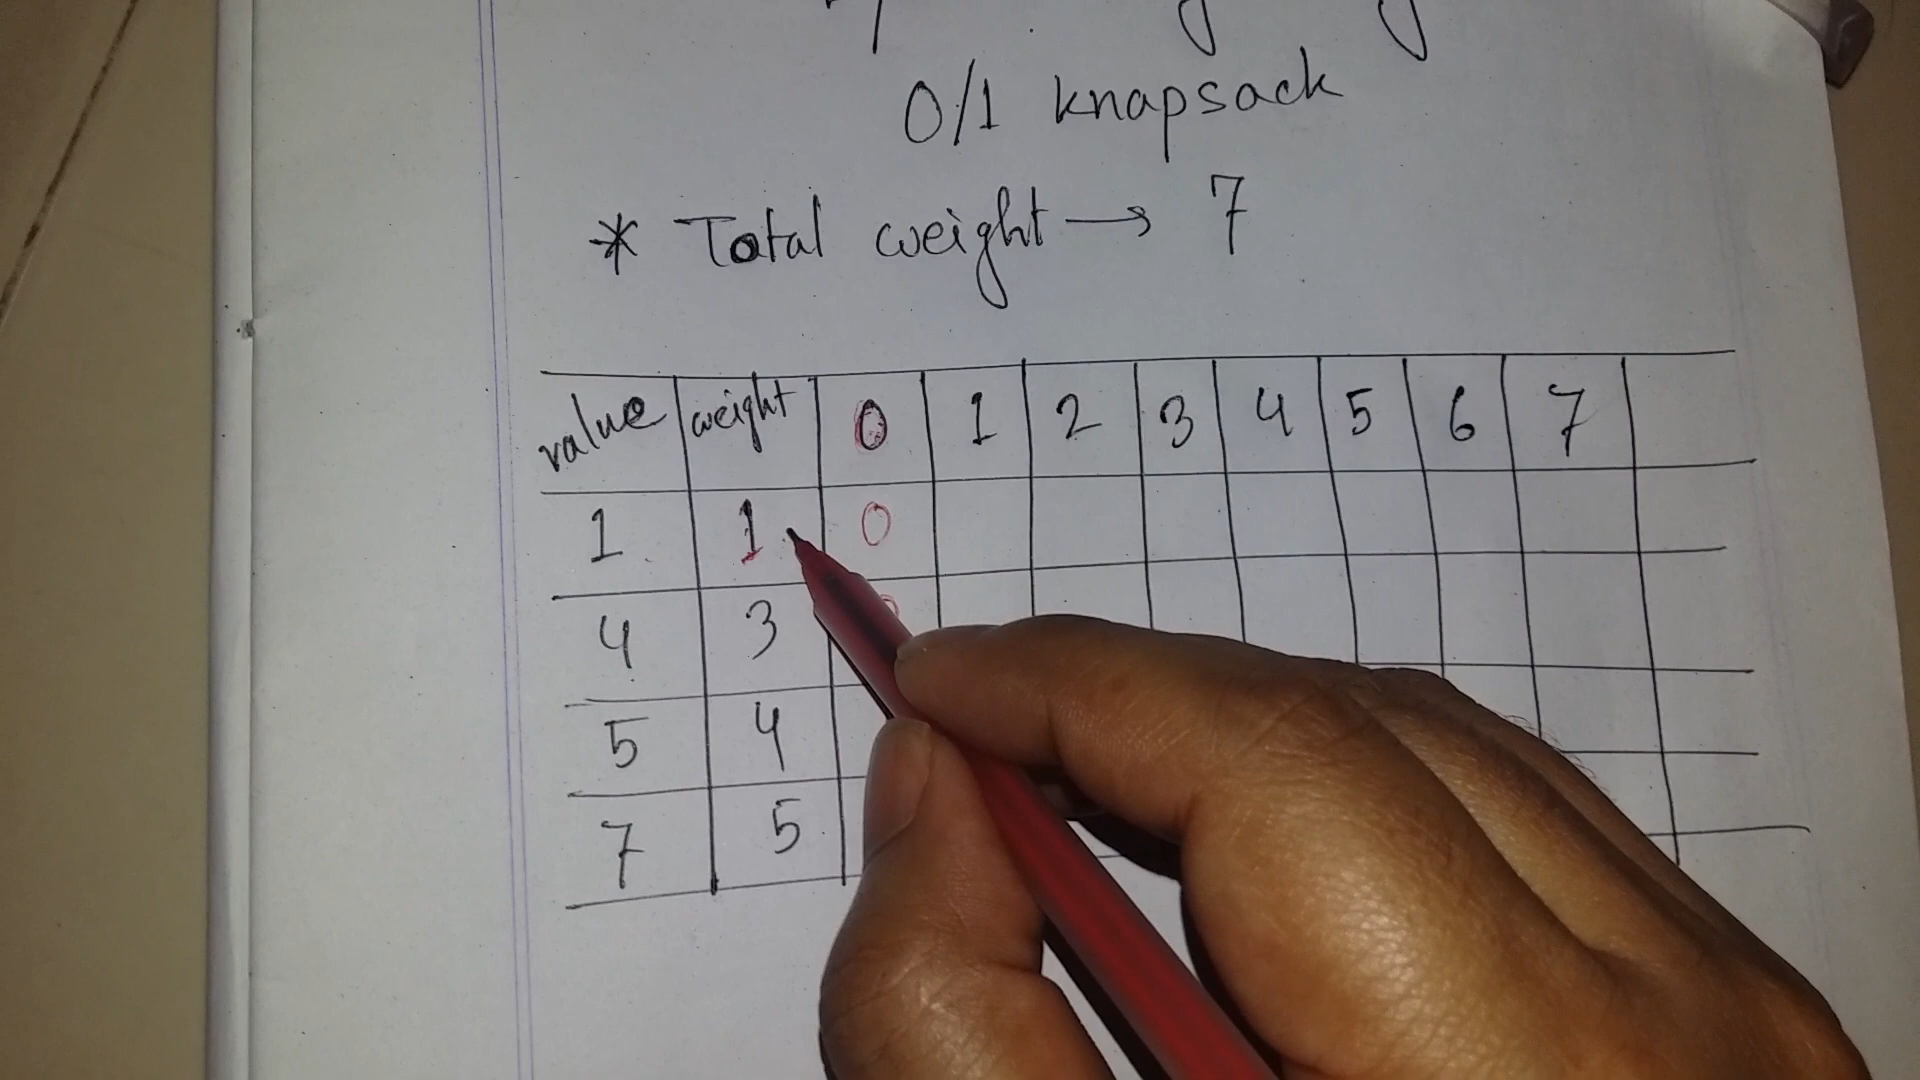 0/1 knapsack
* Total weight → 7
value weight 0 1 2 3 4 5 6 7
1 1 0
4 3
5 4
7 5